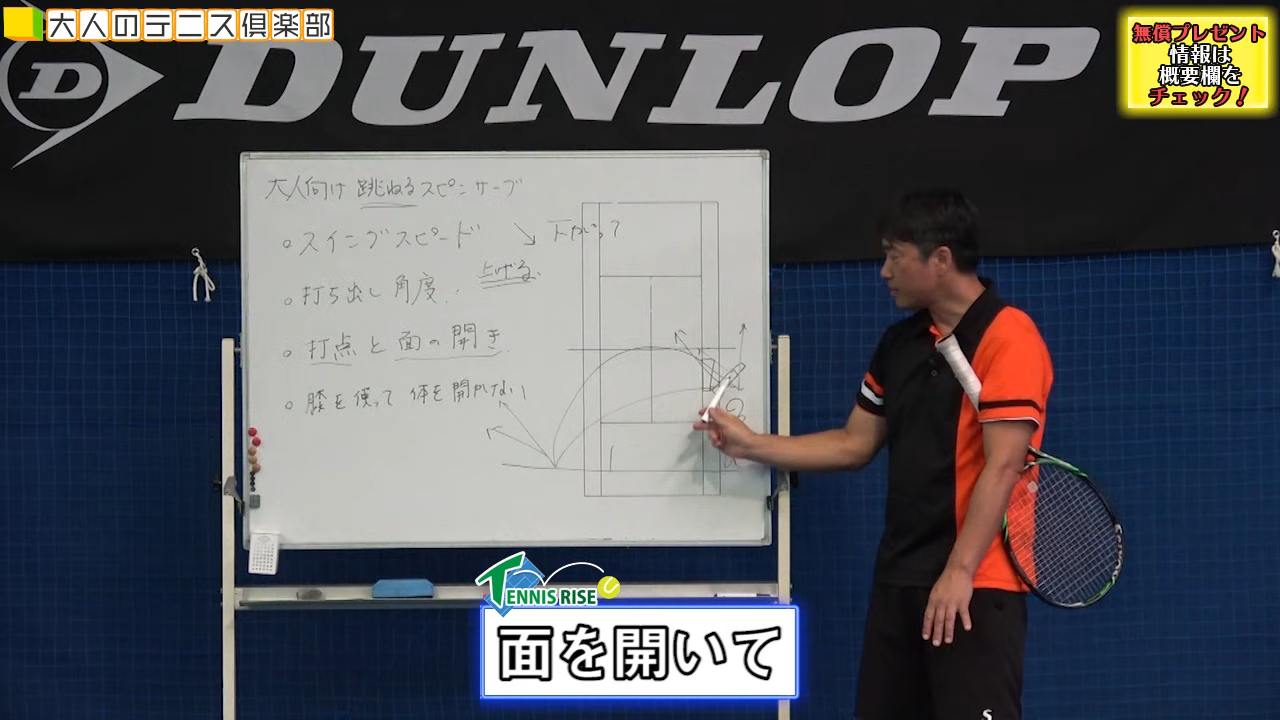 大人のテニス倶楽部
無償プレゼント
情報は
概要欄を
チェック!
D DUNLOP
大人向け 跳ねるスピンサーブ
。スイングスピード ↘ 下から
。打ち出し角度. 上げる.
。打点と面の開き
。膝を使って 体を開かない
TENNIS RISE
面を開いて
S